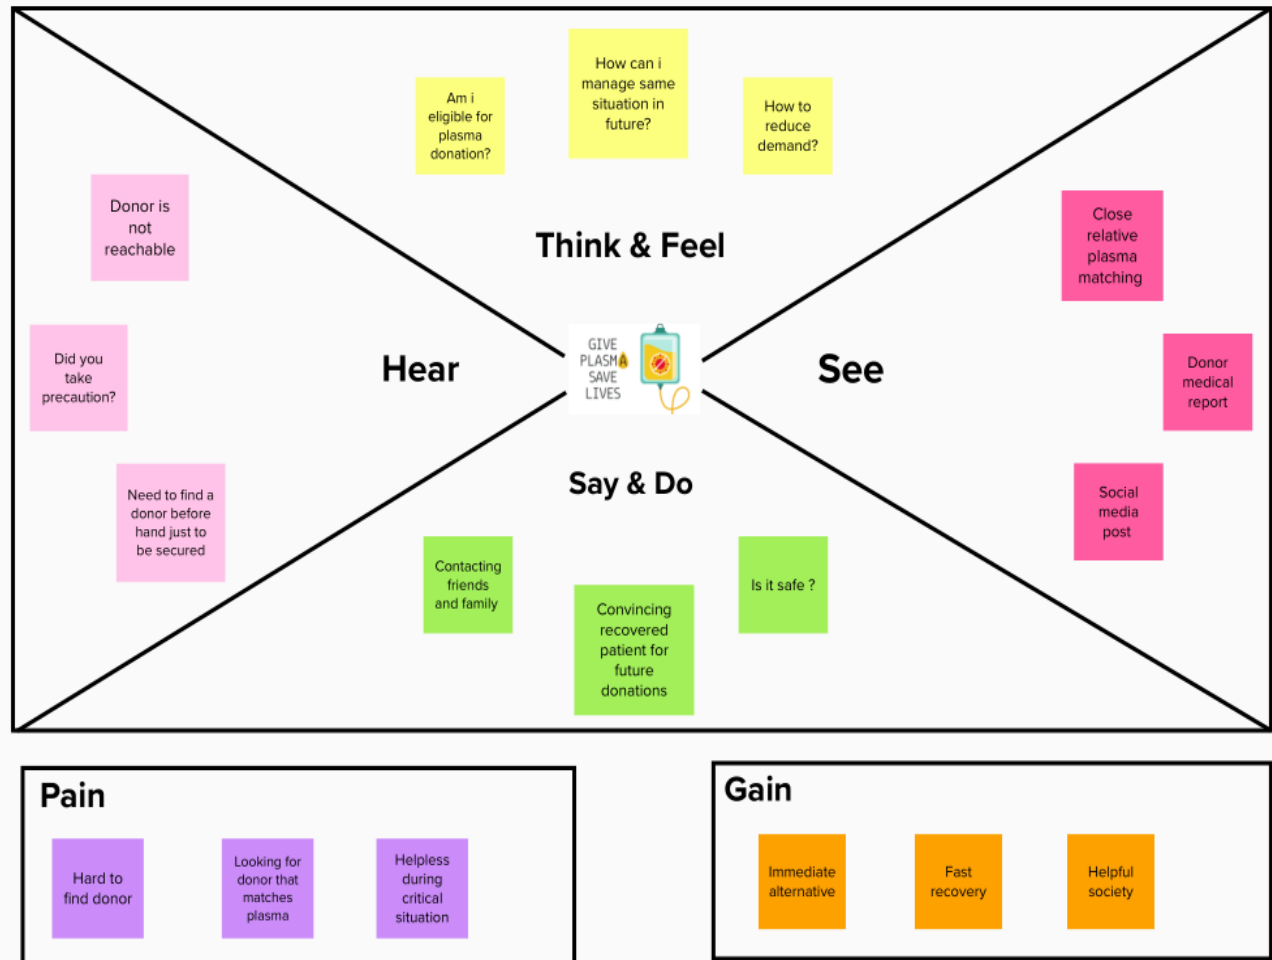 How can i
manage same
situation in
future?
Am i
eligible for
plasma
donation?
How to
reduce
demand?
Think & Feel
Donor is
not
reachable
Did you
take
precaution?
Need to find a
donor before
hand just to
be secured
Hear
GIVE
PLASMA
SAVE
LIVES
See
Close
relative
plasma
matching
Donor
medical
report
Social
media
post
Say & Do
Contacting
friends
and family
Convincing
recovered
patient for
future
donations
Is it safe ?
Pain
Hard to
find donor
Looking for
donor that
matches
plasma
Helpless
during
critical
situation
Gain
Immediate
alternative
Fast
recovery
Helpful
society